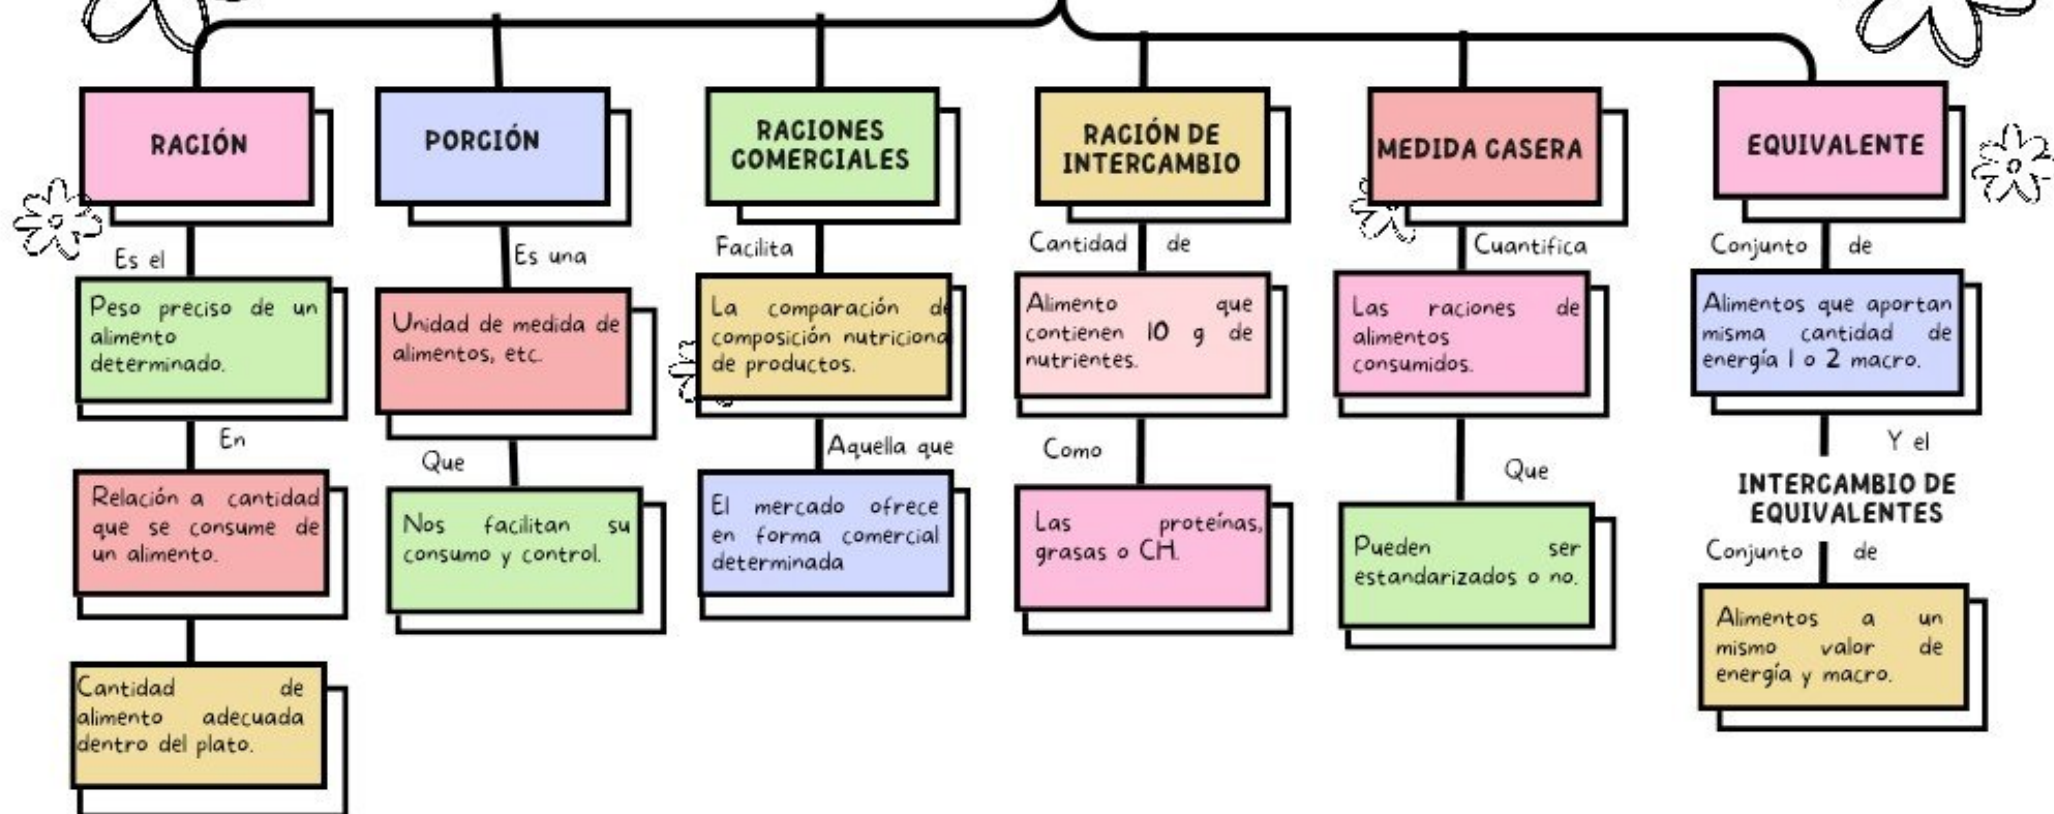 RACIÓN
Es el
Peso preciso de un
alimento
determinado.
En
Relación a cantidad
que se consume de
un alimento.
Cantidad de
alimento adecuada
dentro del plato.
PORCIÓN
Es una
Unidad de medida de
alimentos, etc.
Que
Nos facilitan su
consumo y control.
RACIONES
COMERCIALES
Facilita
La comparación de
composición nutriciona
de productos.
Aquella que
El mercado ofrece
en forma comercial
determinada
RACIÓN DE
INTERCAMBIO
Cantidad de
Alimento que
contienen 10 g de
nutrientes.
Como
Las proteínas,
grasas o CH.
MEDIDA CASERA
Cuantifica
Las raciones de
alimentos
consumidos.
Que
Pueden ser
estandarizados o no.
EQUIVALENTE
Conjunto de
Alimentos que aportan
misma cantidad de
energía 1 o 2 macro.
Y el
INTERCAMBIO DE
EQUIVALENTES
Conjunto de
Alimentos a un
mismo valor de
energía y macro.